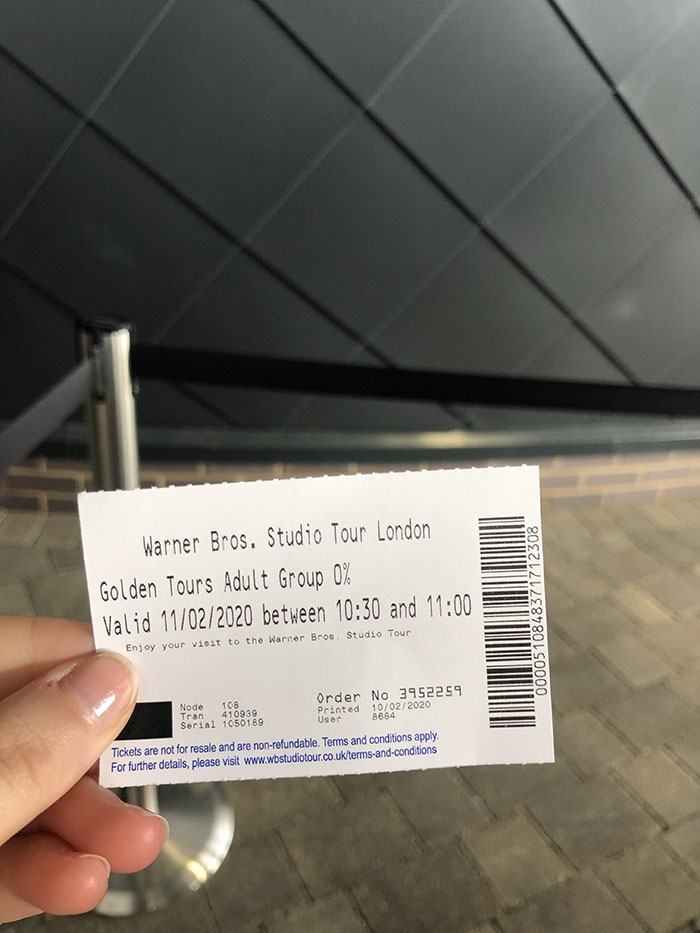 Warner Bros. Studio Tour London
Golden Tours Adult Group 0%
Valid 11/02/2020 between 10:30 and 11:00
Enjoy your visit to the Warner Bros. Studio Tour
Node 108
Tran 410939
Serial 1050189
Order No 3952259
Printed 10/02/2020
User 8684
Tickets are not for resale and are non-refundable. Terms and conditions apply.
For further details, please visit www.wbstudiotour.co.uk/terms-and-conditions
0000510848371712308